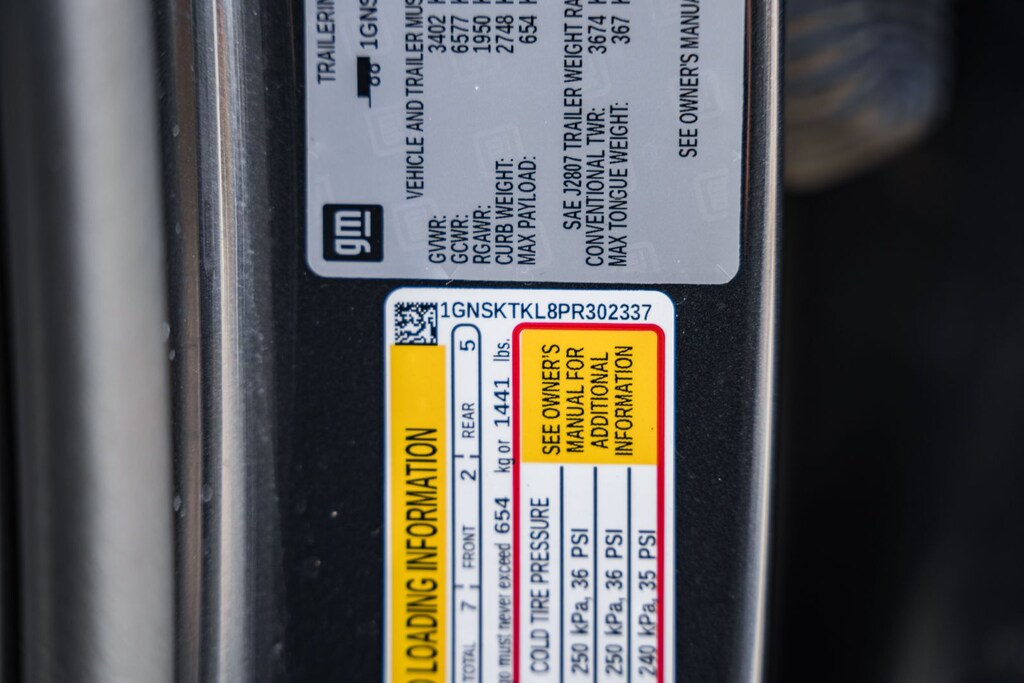 TRAILERIN
1GNS
VEHICLE AND TRAILER MUS
GVWR: 3402 K
GCWR: 6577 K
RGAWR: 1950 K
CURB WEIGHT: 2748 K
MAX PAYLOAD: 654 K
SAE J2807 TRAILER WEIGHT RA
CONVENTIONAL TWR: 3674 K
MAX TONGUE WEIGHT: 367 K
SEE OWNER'S MANUA
gm
1GNSKTKL8PR302337
LOADING INFORMATION
TOTAL 7 FRONT 2 REAR 5
go must never exceed 654 kg or 1441 lbs.
COLD TIRE PRESSURE
250 kPa, 36 PSI
250 kPa, 36 PSI
240 kPa, 35 PSI
SEE OWNER'S
MANUAL FOR
ADDITIONAL
INFORMATION